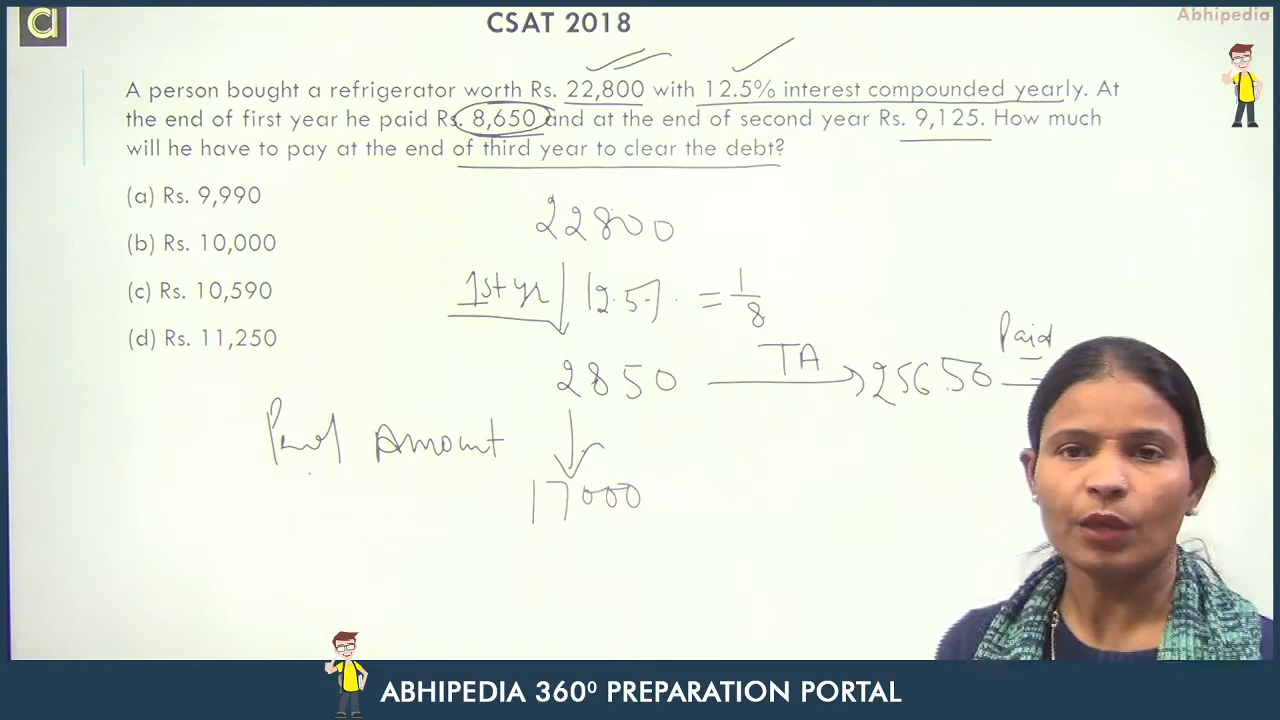 CSAT 2018
Abhipedia
A person bought a refrigerator worth Rs. 22,800 with 12.5% interest compounded yearly. At
the end of first year he paid Rs. 8,650 and at the end of second year Rs. 9,125. How much
will he have to pay at the end of third year to clear the debt?
(a) Rs. 9,990
(b) Rs. 10,000
(c) Rs. 10,590
(d) Rs. 11,250
22800
1st yr 12.5% = 1/8
Paid
2850 TA 25650
Amount
17000
ABHIPEDIA 360⁰ PREPARATION PORTAL